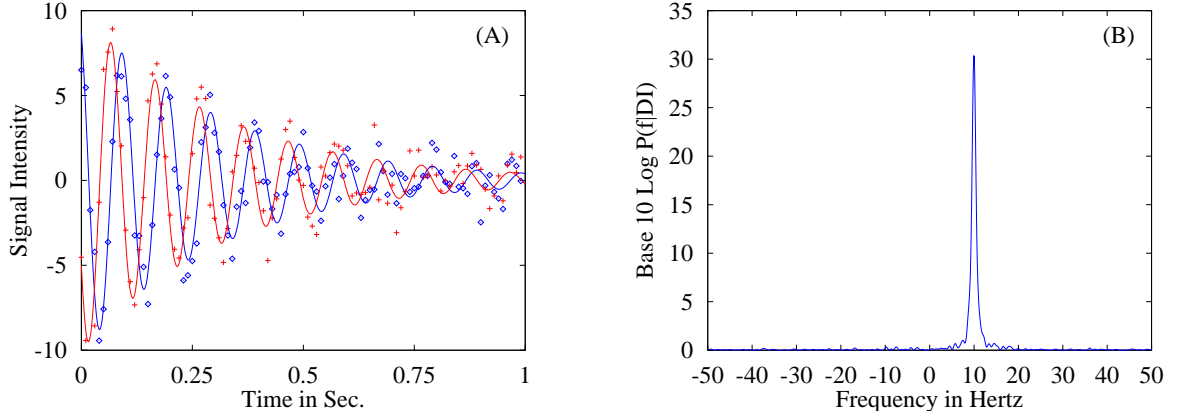 (A)
Signal Intensity
10
5
0
-5
-10
0 0.25 0.5 0.75 1
Time in Sec.
(B)
Base 10 Log P(f|DI)
35
30
25
20
15
10
5
0
-50 -40 -30 -20 -10 0 10 20 30 40 50
Frequency in Hertz